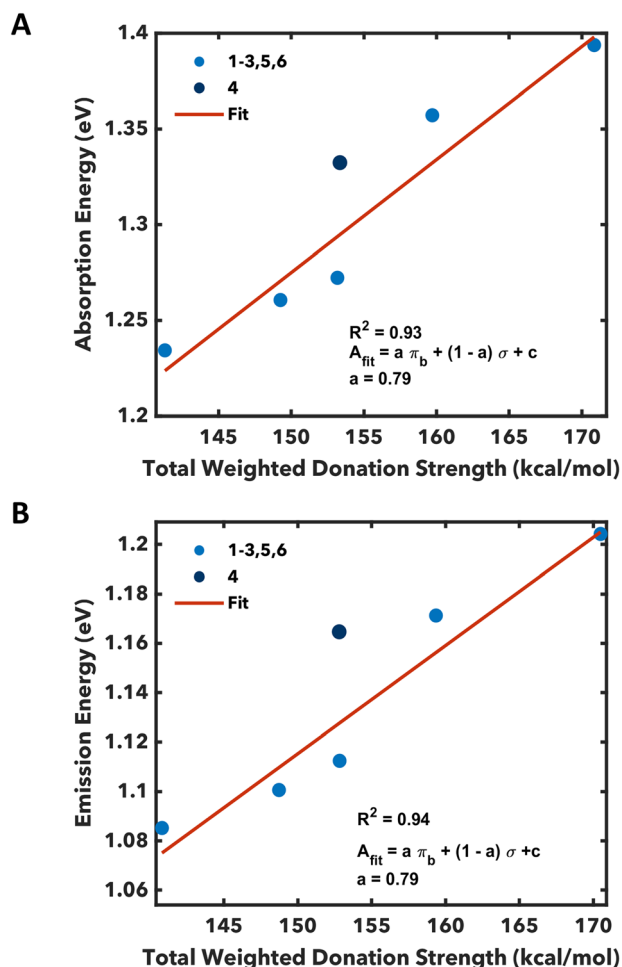 A
1.4
1.35
1.3
1.25
1.2
Absorption Energy (eV)
1-3,5,6
4
Fit
R² = 0.93
A_fit = a π_b + (1 - a) σ + c
a = 0.79
145 150 155 160 165 170
Total Weighted Donation Strength (kcal/mol)
B
1.2
1.18
1.16
1.14
1.12
1.1
1.08
1.06
Emission Energy (eV)
1-3,5,6
4
Fit
R² = 0.94
A_fit = a π_b + (1 - a) σ +c
a = 0.79
145 150 155 160 165 170
Total Weighted Donation Strength (kcal/mol)